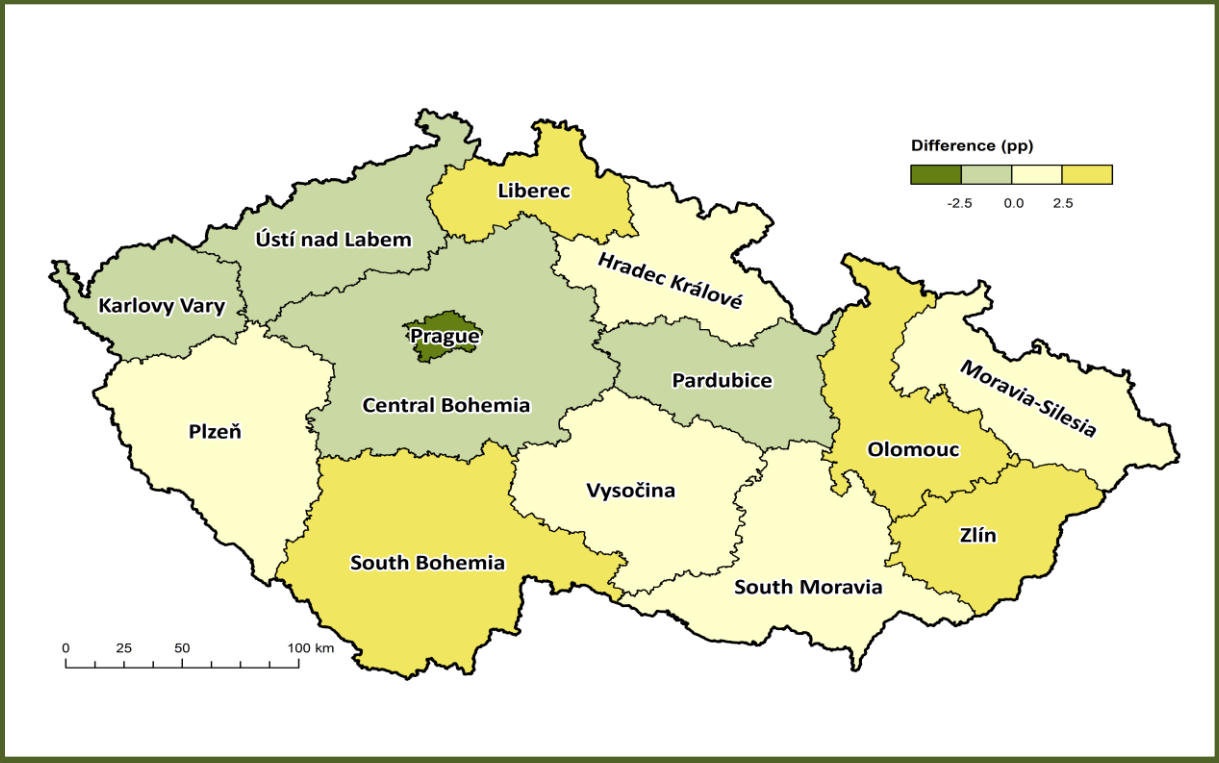 Difference (pp)
-2.5 0.0 2.5
Liberec
Ústí nad Labem
Hradec Králové
Karlovy Vary
Prague
Pardubice
Central Bohemia
Moravia-Silesia
Plzeň
Olomouc
Vysočina
Zlín
South Bohemia
South Moravia
0 25 50 100 km